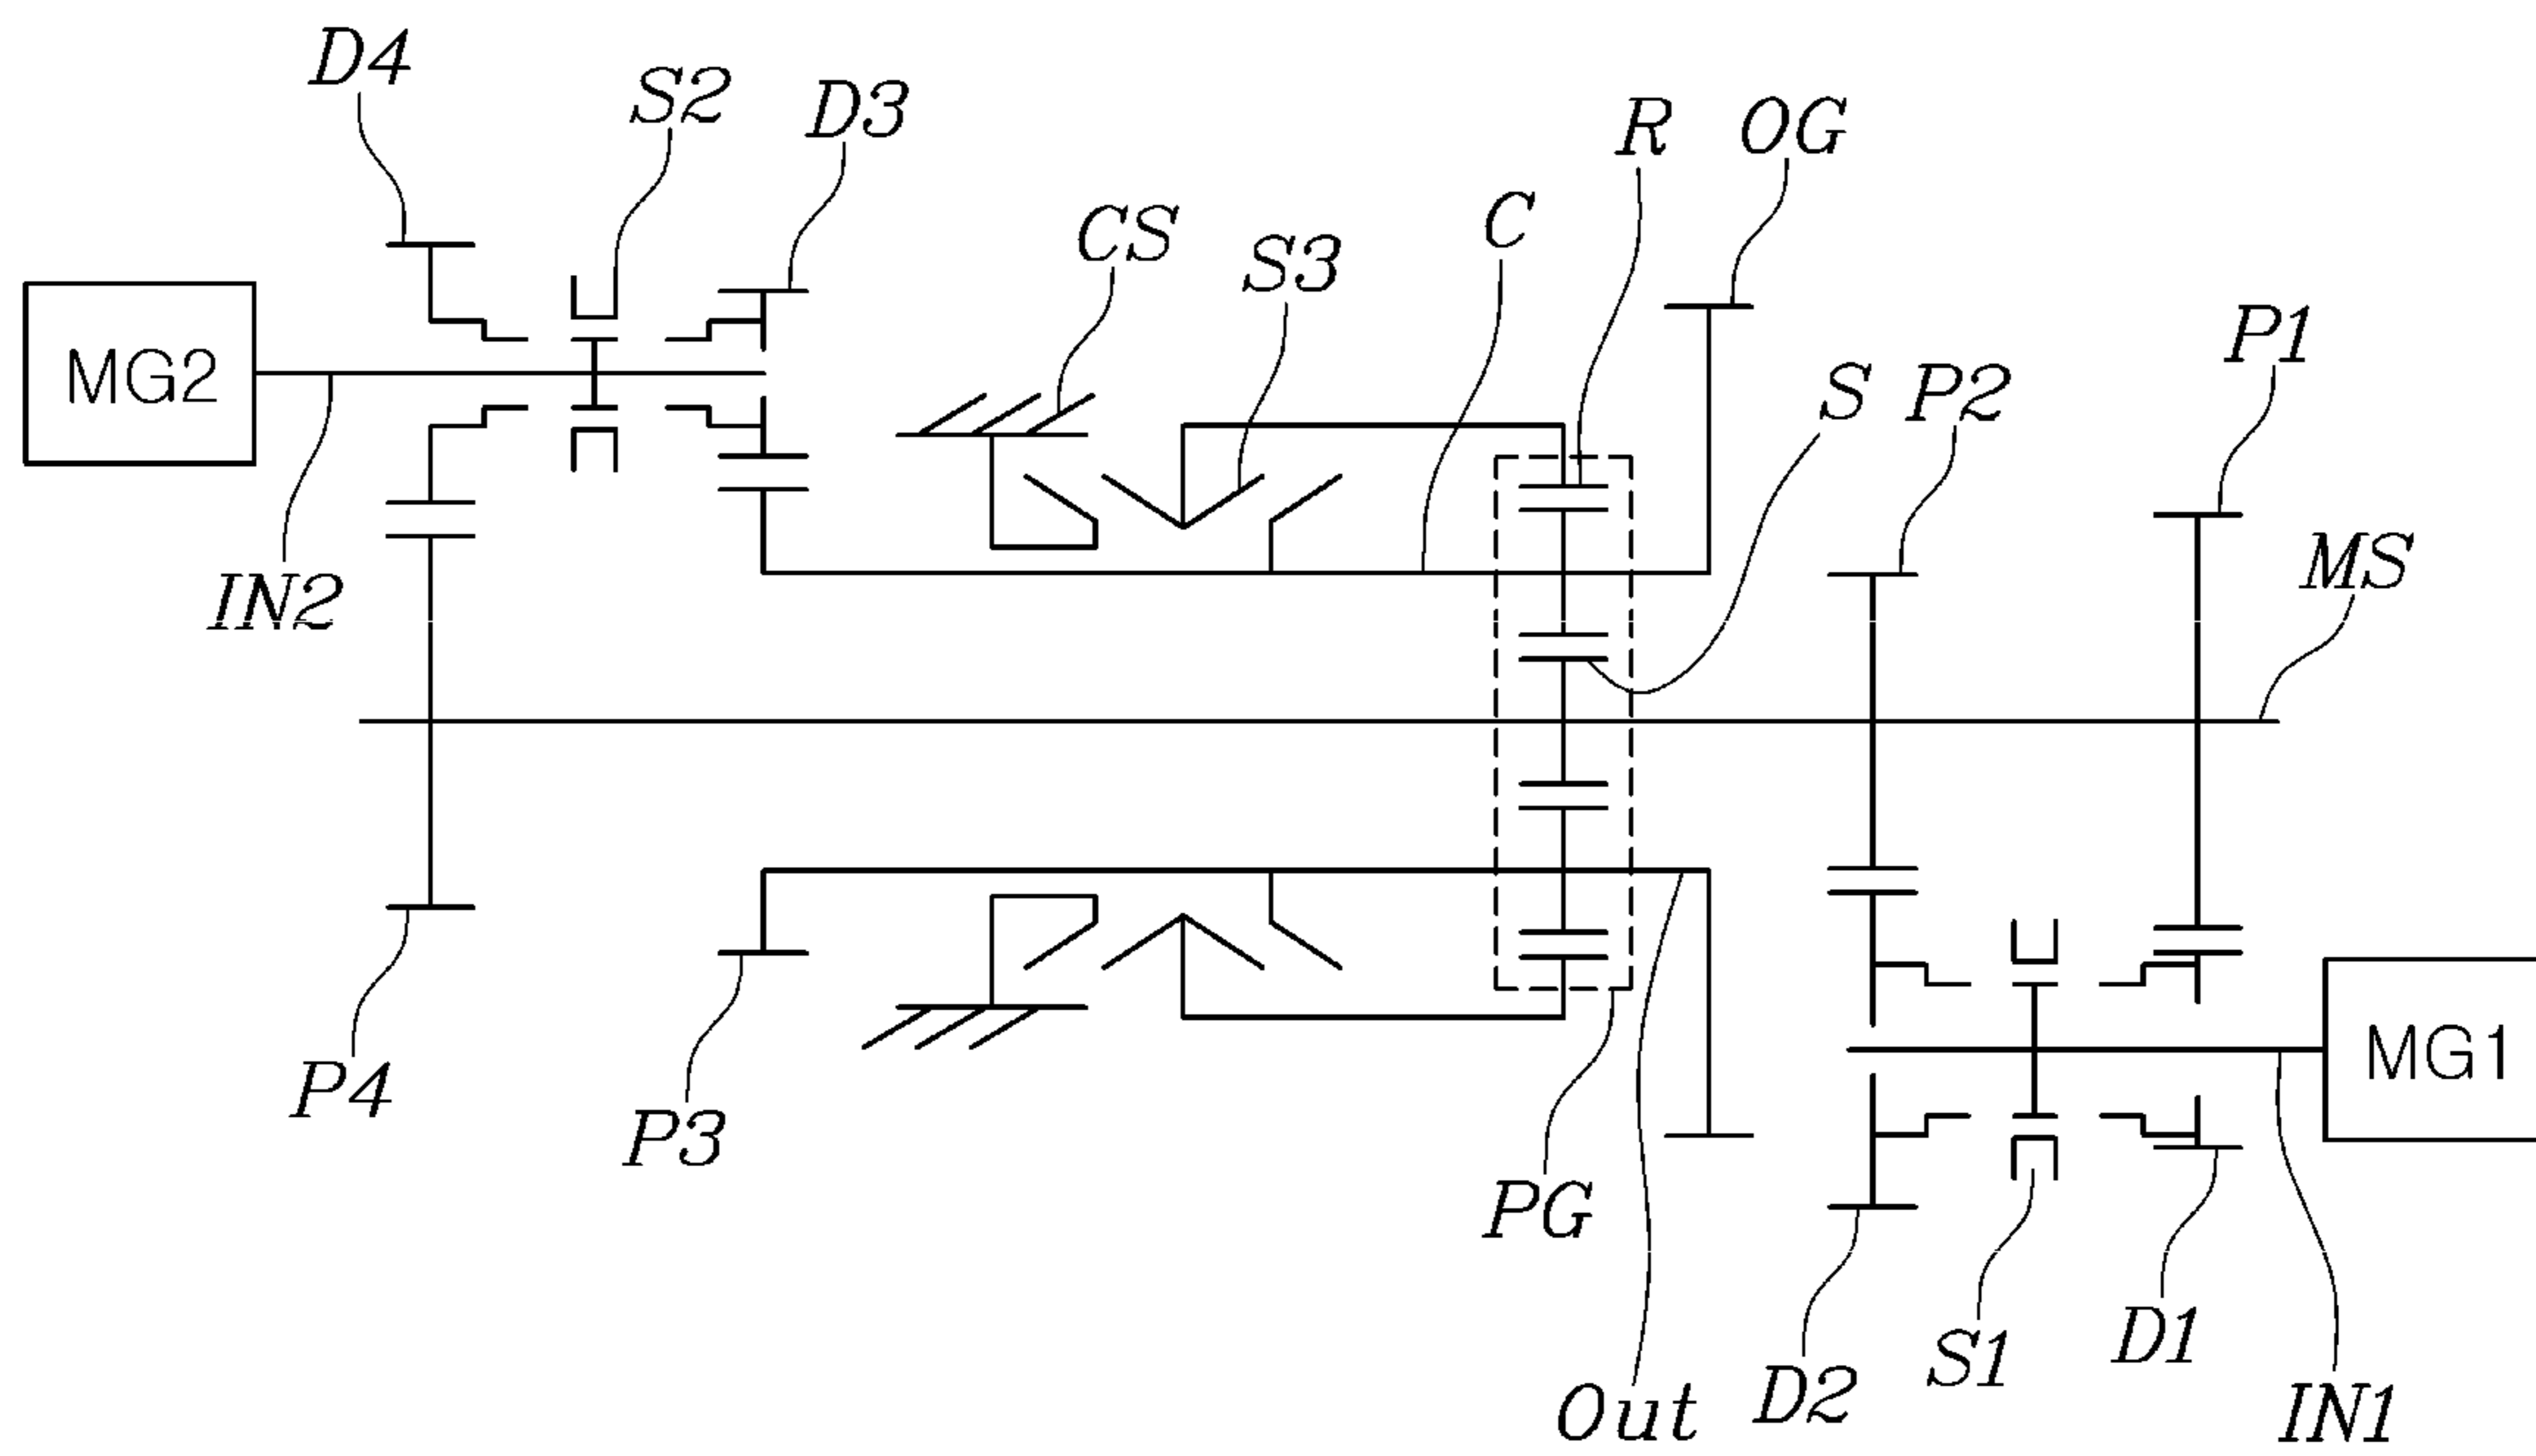 D4
S2
D3
R
OG
CS
S3
C
P1
S
P2
MG2
MS
IN2
P4
P3
MG1
PG
D1
S1
D2
Out
IN1